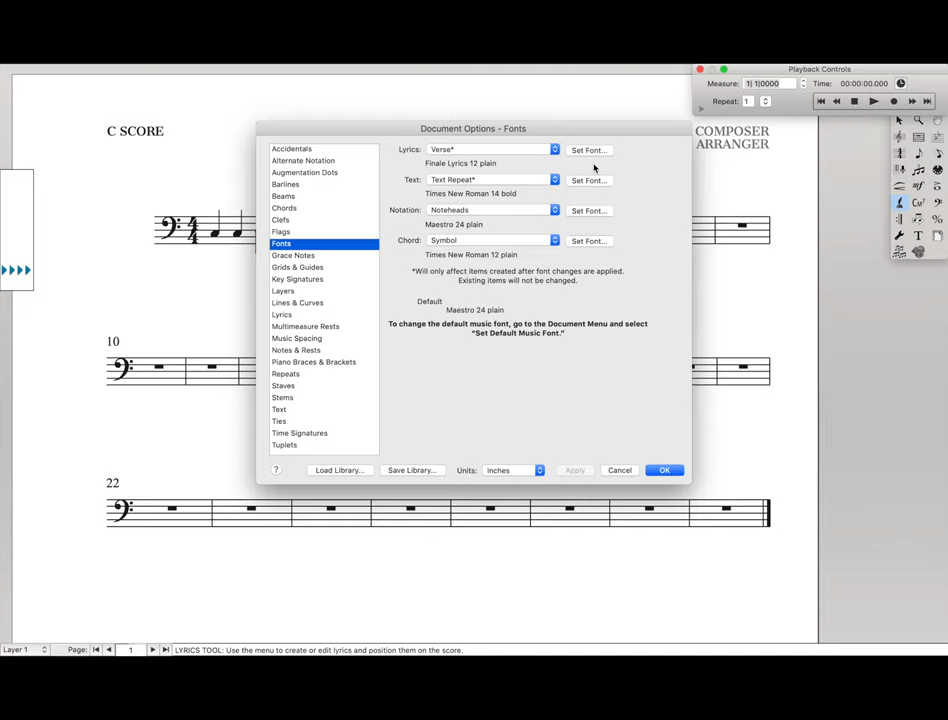 Playback Controls
Measure: 1| 1|0000 Time: 00:00:00.000
Repeat: 1
C SCORE
COMPOSER
ARRANGER
Document Options - Fonts
Accidentals
Alternate Notation
Augmentation Dots
Barlines
Beams
Chords
Clefs
Flags
Fonts
Grace Notes
Grids & Guides
Key Signatures
Layers
Lines & Curves
Lyrics
Multimeasure Rests
Music Spacing
Notes & Rests
Piano Braces & Brackets
Repeats
Staves
Stems
Text
Ties
Time Signatures
Tuplets
Lyrics: Verse* Set Font...
Finale Lyrics 12 plain
Text: Text Repeat* Set Font...
Times New Roman 14 bold
Notation: Noteheads Set Font...
Maestro 24 plain
Chord: Symbol Set Font...
Times New Roman 12 plain
*Will only affect items created after font changes are applied.
Existing items will not be changed.
Default
Maestro 24 plain
To change the default music font, go to the Document Menu and select
"Set Default Music Font."
? Load Library... Save Library... Units: Inches Apply Cancel OK
10
22
CM7
mf
T
Layer 1 Page: 1 LYRICS TOOL: Use the menu to create or edit lyrics and position them on the score.